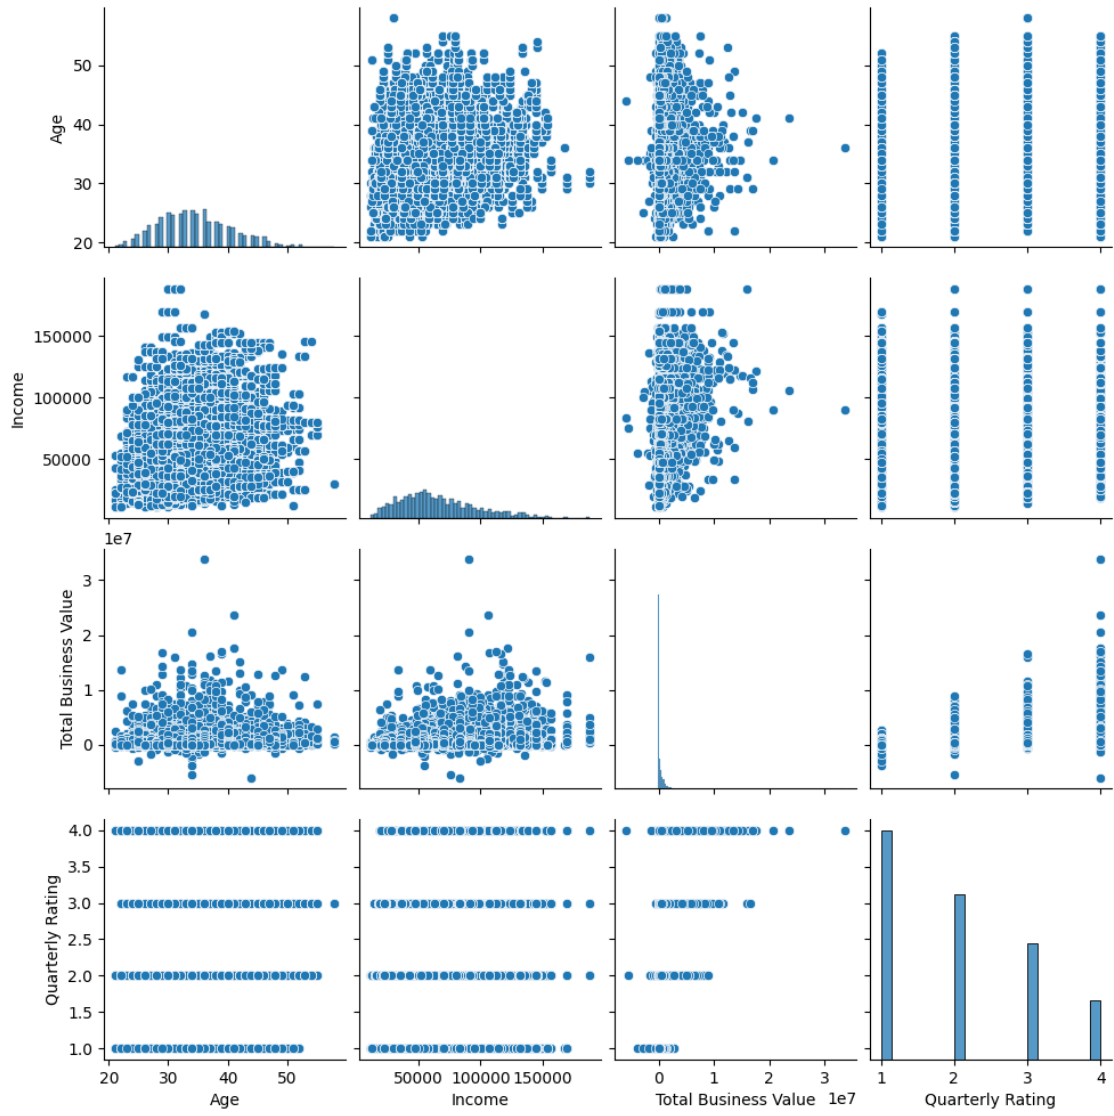 50
40
30
20
Age
150000
100000
50000
Income
1e7
3
2
1
0
Total Business Value
4.0
3.5
3.0
2.5
2.0
1.5
1.0
Quarterly Rating
20 30 40 50
Age
50000 100000 150000
Income
0 1 2 3
Total Business Value 1e7
1 2 3 4
Quarterly Rating